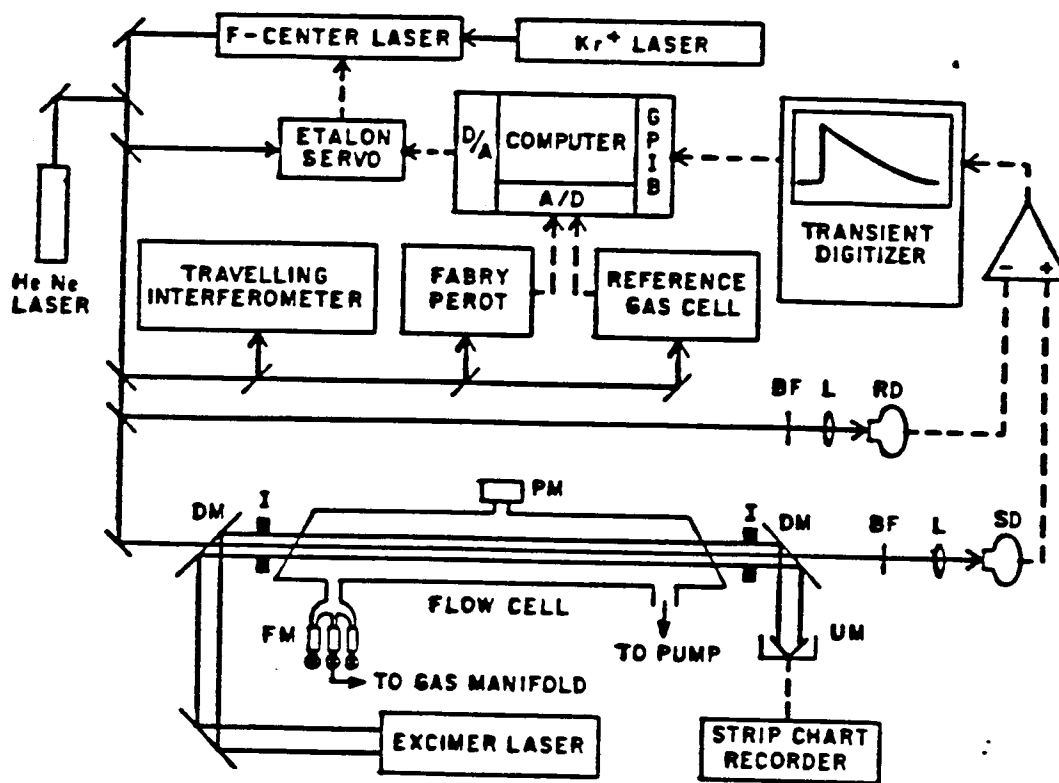 F-CENTER LASER
Kr+ LASER
ETALON
SERVO
D/A
COMPUTER
GPIB
A/D
TRANSIENT
DIGITIZER
He Ne
LASER
TRAVELLING
INTERFEROMETER
FABRY
PEROT
REFERENCE
GAS CELL
- +
BF L RD
PM
DM I
I DM
BF L SD
FLOW CELL
FM
TO PUMP
UM
TO GAS MANIFOLD
EXCIMER LASER
STRIP CHART
RECORDER